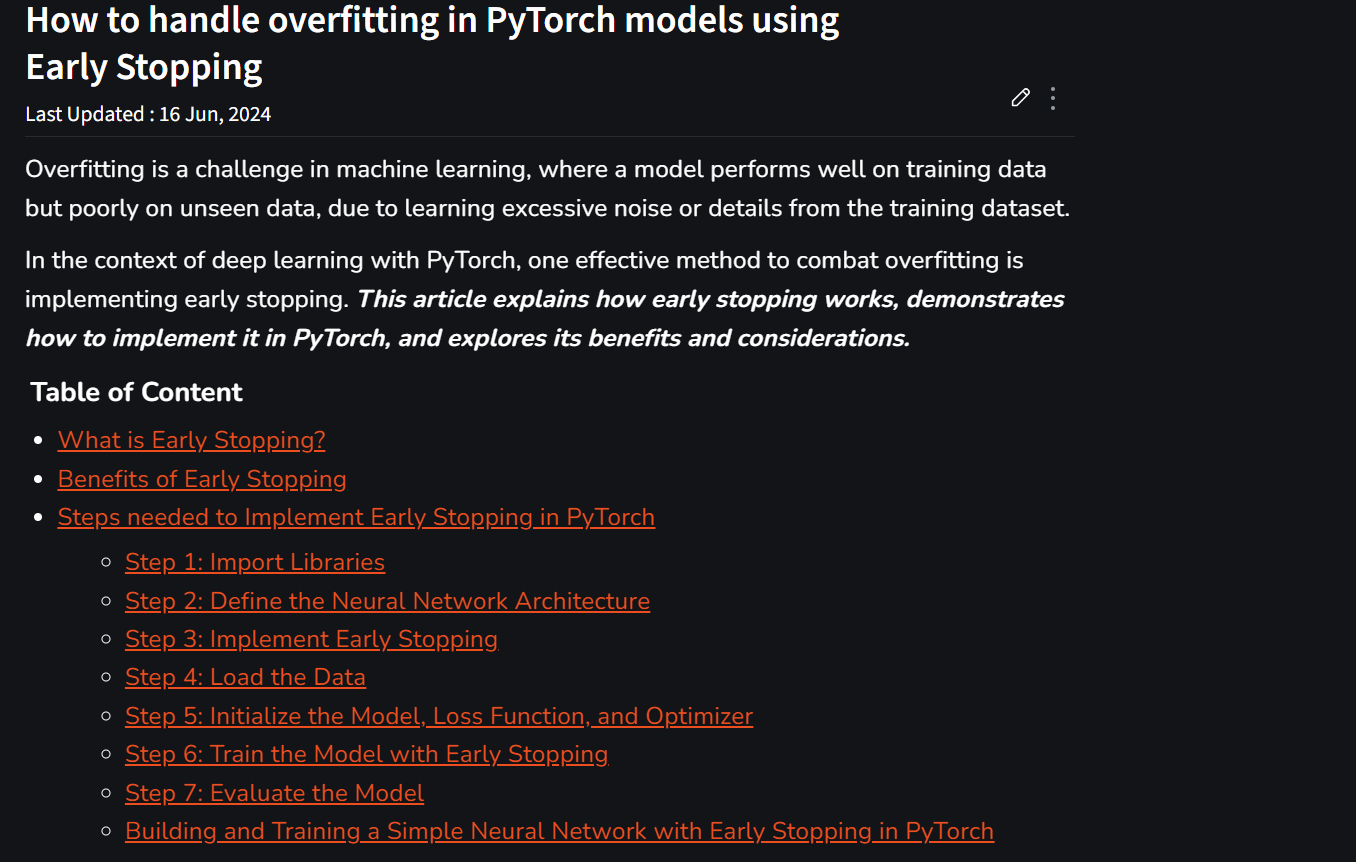 How to handle overfitting in PyTorch models using
Early Stopping
Last Updated : 16 Jun, 2024
Overfitting is a challenge in machine learning, where a model performs well on training data
but poorly on unseen data, due to learning excessive noise or details from the training dataset.
In the context of deep learning with PyTorch, one effective method to combat overfitting is
implementing early stopping. This article explains how early stopping works, demonstrates
how to implement it in PyTorch, and explores its benefits and considerations.
Table of Content
What is Early Stopping?
Benefits of Early Stopping
Steps needed to Implement Early Stopping in PyTorch
Step 1: Import Libraries
Step 2: Define the Neural Network Architecture
Step 3: Implement Early Stopping
Step 4: Load the Data
Step 5: Initialize the Model, Loss Function, and Optimizer
Step 6: Train the Model with Early Stopping
Step 7: Evaluate the Model
Building and Training a Simple Neural Network with Early Stopping in PyTorch